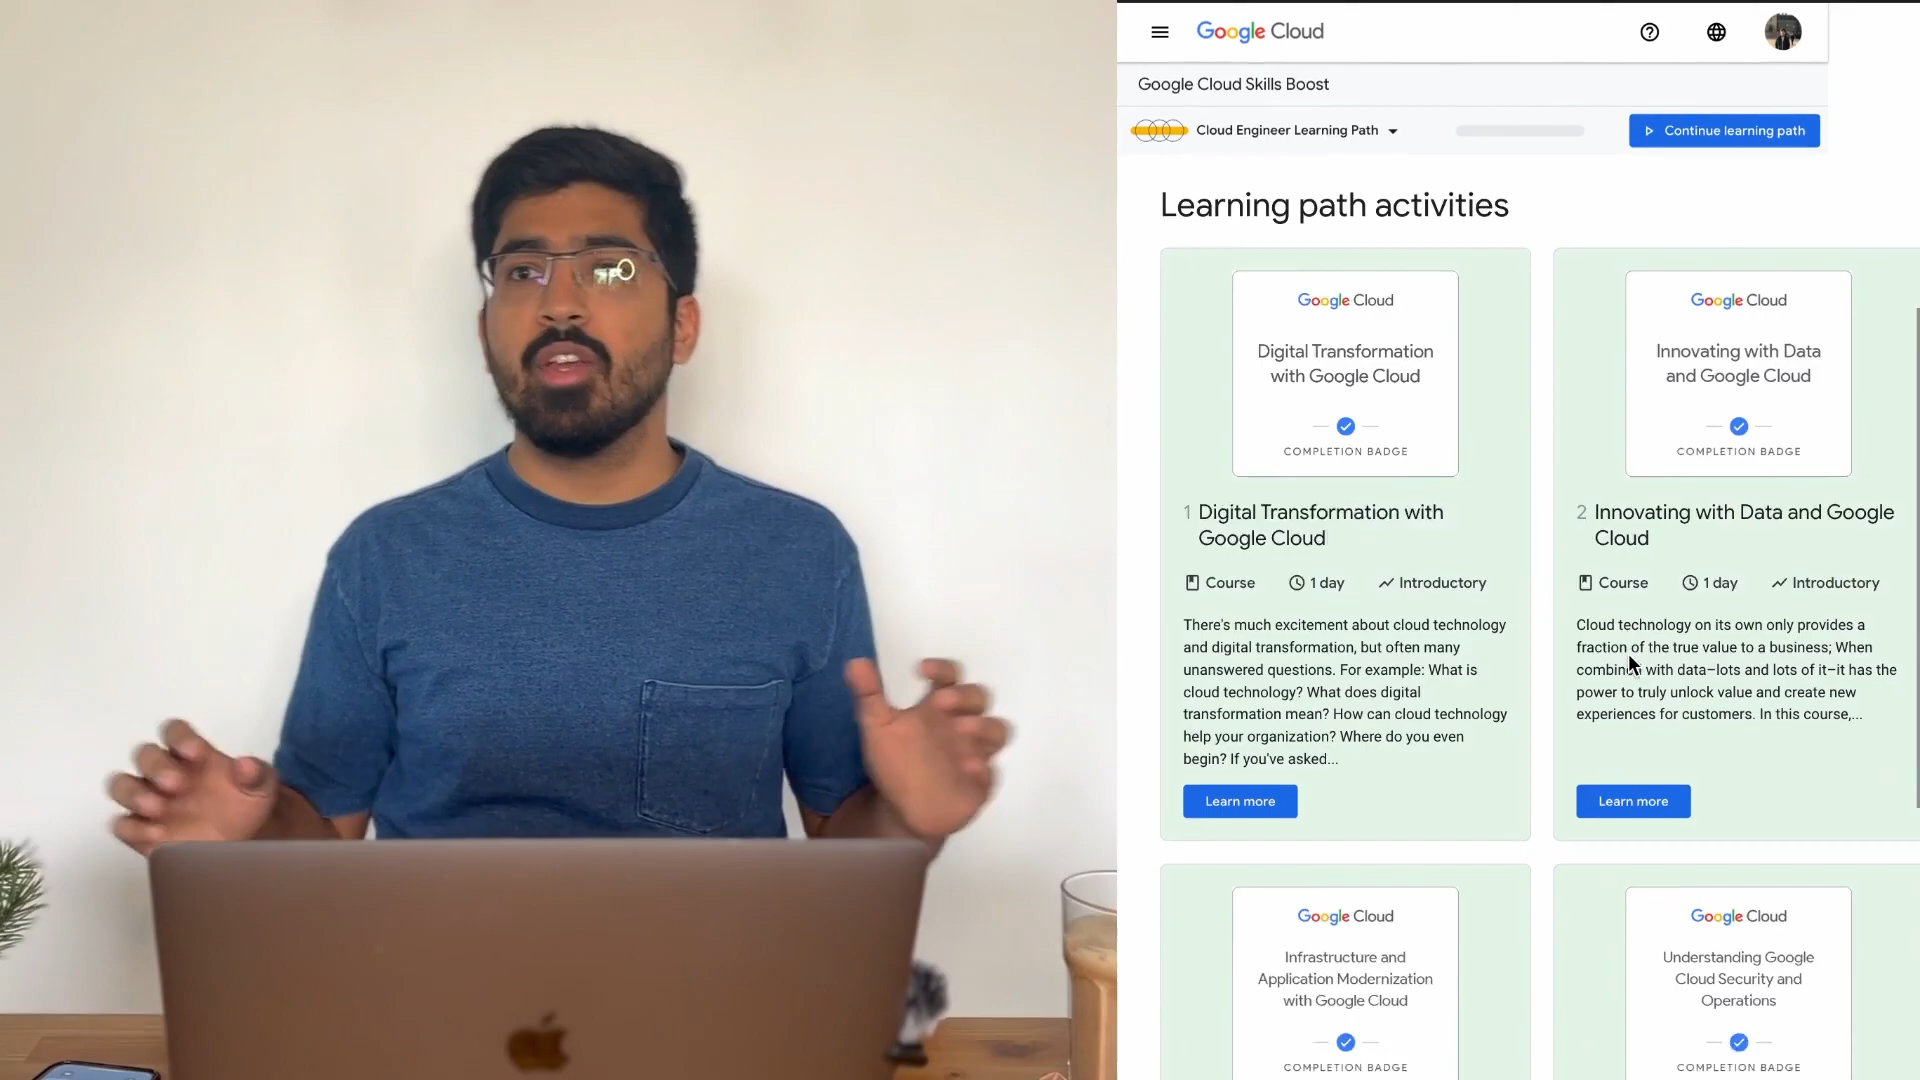 Google Cloud
Google Cloud Skills Boost
Cloud Engineer Learning Path
Continue learning path
Learning path activities
Google Cloud
Digital Transformation
with Google Cloud
COMPLETION BADGE
1 Digital Transformation with
Google Cloud
Course 1 day Introductory
There's much excitement about cloud technology
and digital transformation, but often many
unanswered questions. For example: What is
cloud technology? What does digital
transformation mean? How can cloud technology
help your organization? Where do you even
begin? If you've asked...
Learn more
Google Cloud
Innovating with Data
and Google Cloud
COMPLETION BADGE
2 Innovating with Data and Google
Cloud
Course 1 day Introductory
Cloud technology on its own only provides a
fraction of the true value to a business; When
combined with data–lots and lots of it–it has the
power to truly unlock value and create new
experiences for customers. In this course,...
Learn more
Google Cloud
Infrastructure and
Application Modernization
with Google Cloud
COMPLETION BADGE
Google Cloud
Understanding Google
Cloud Security and
Operations
COMPLETION BADGE